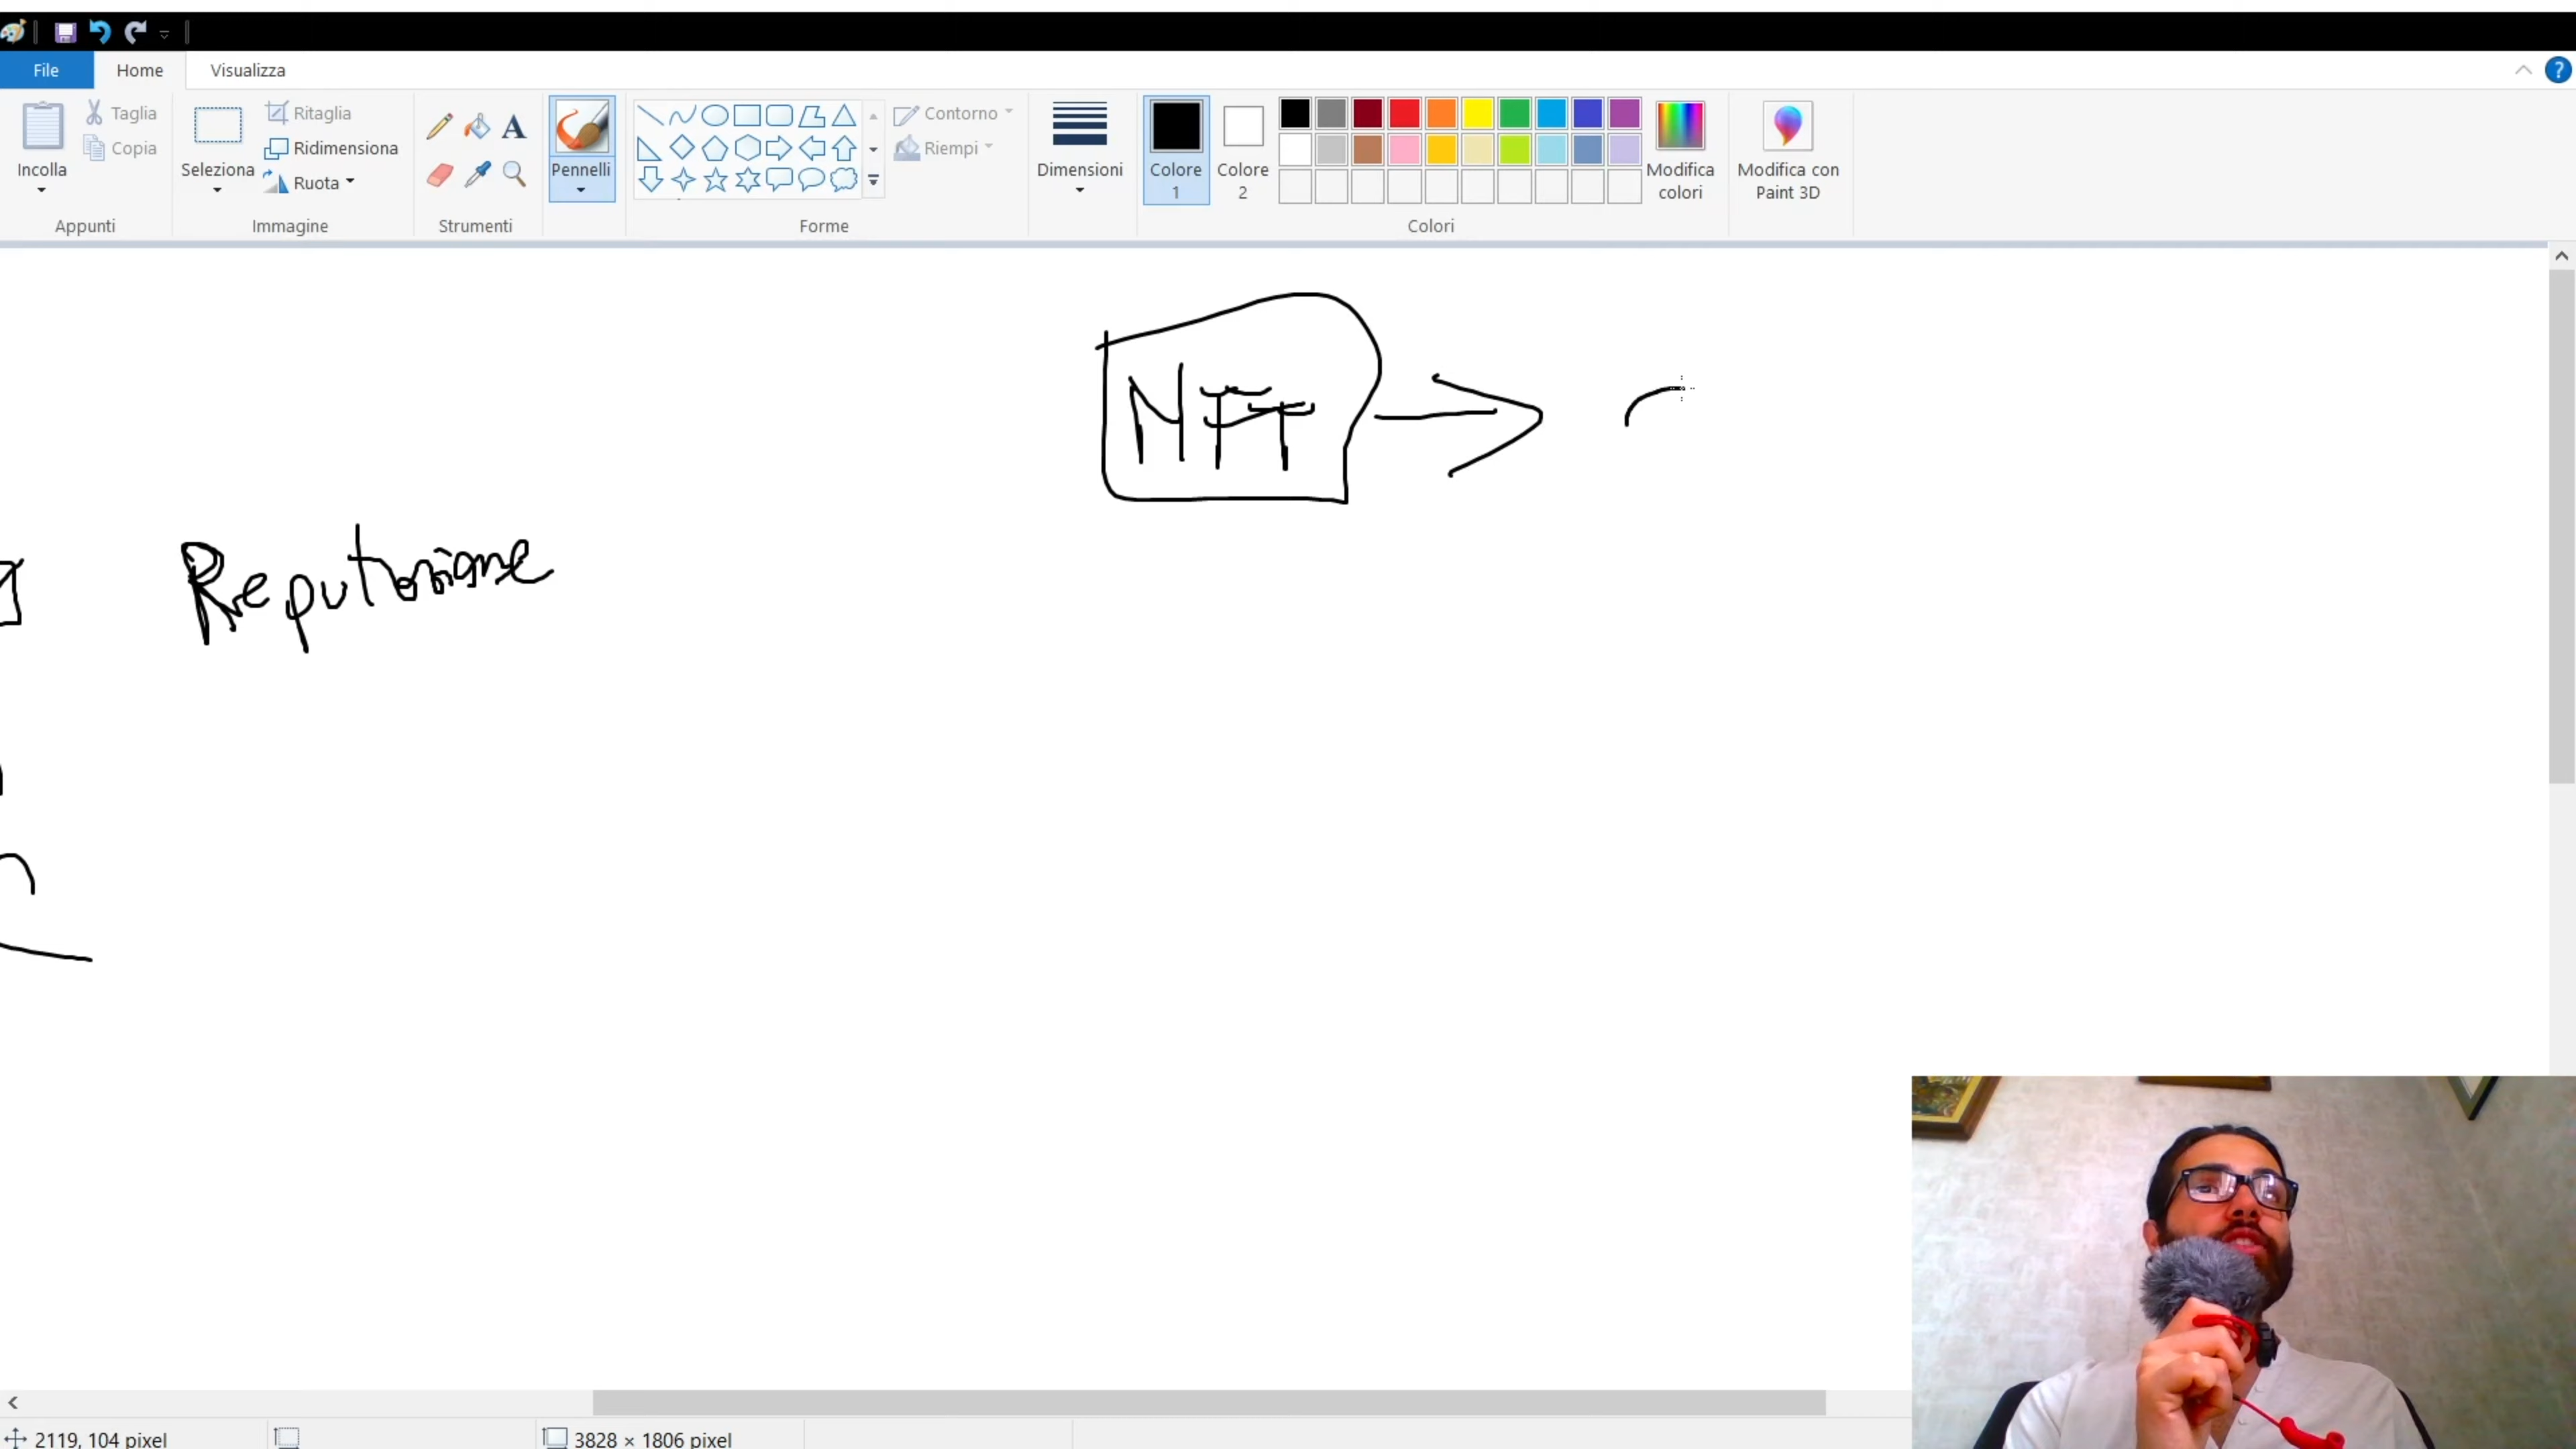 File Home Visualizza
Taglia Ritaglia Contorno
Copia Ridimensiona Riempi
Incolla Seleziona Ruota Pennelli Dimensioni Colore 1 Colore 2 Modifica colori Modifica con Paint 3D
Appunti Immagine Strumenti Forme Colori
NFT
Reputazione
2119, 104 pixel 3828 × 1806 pixel